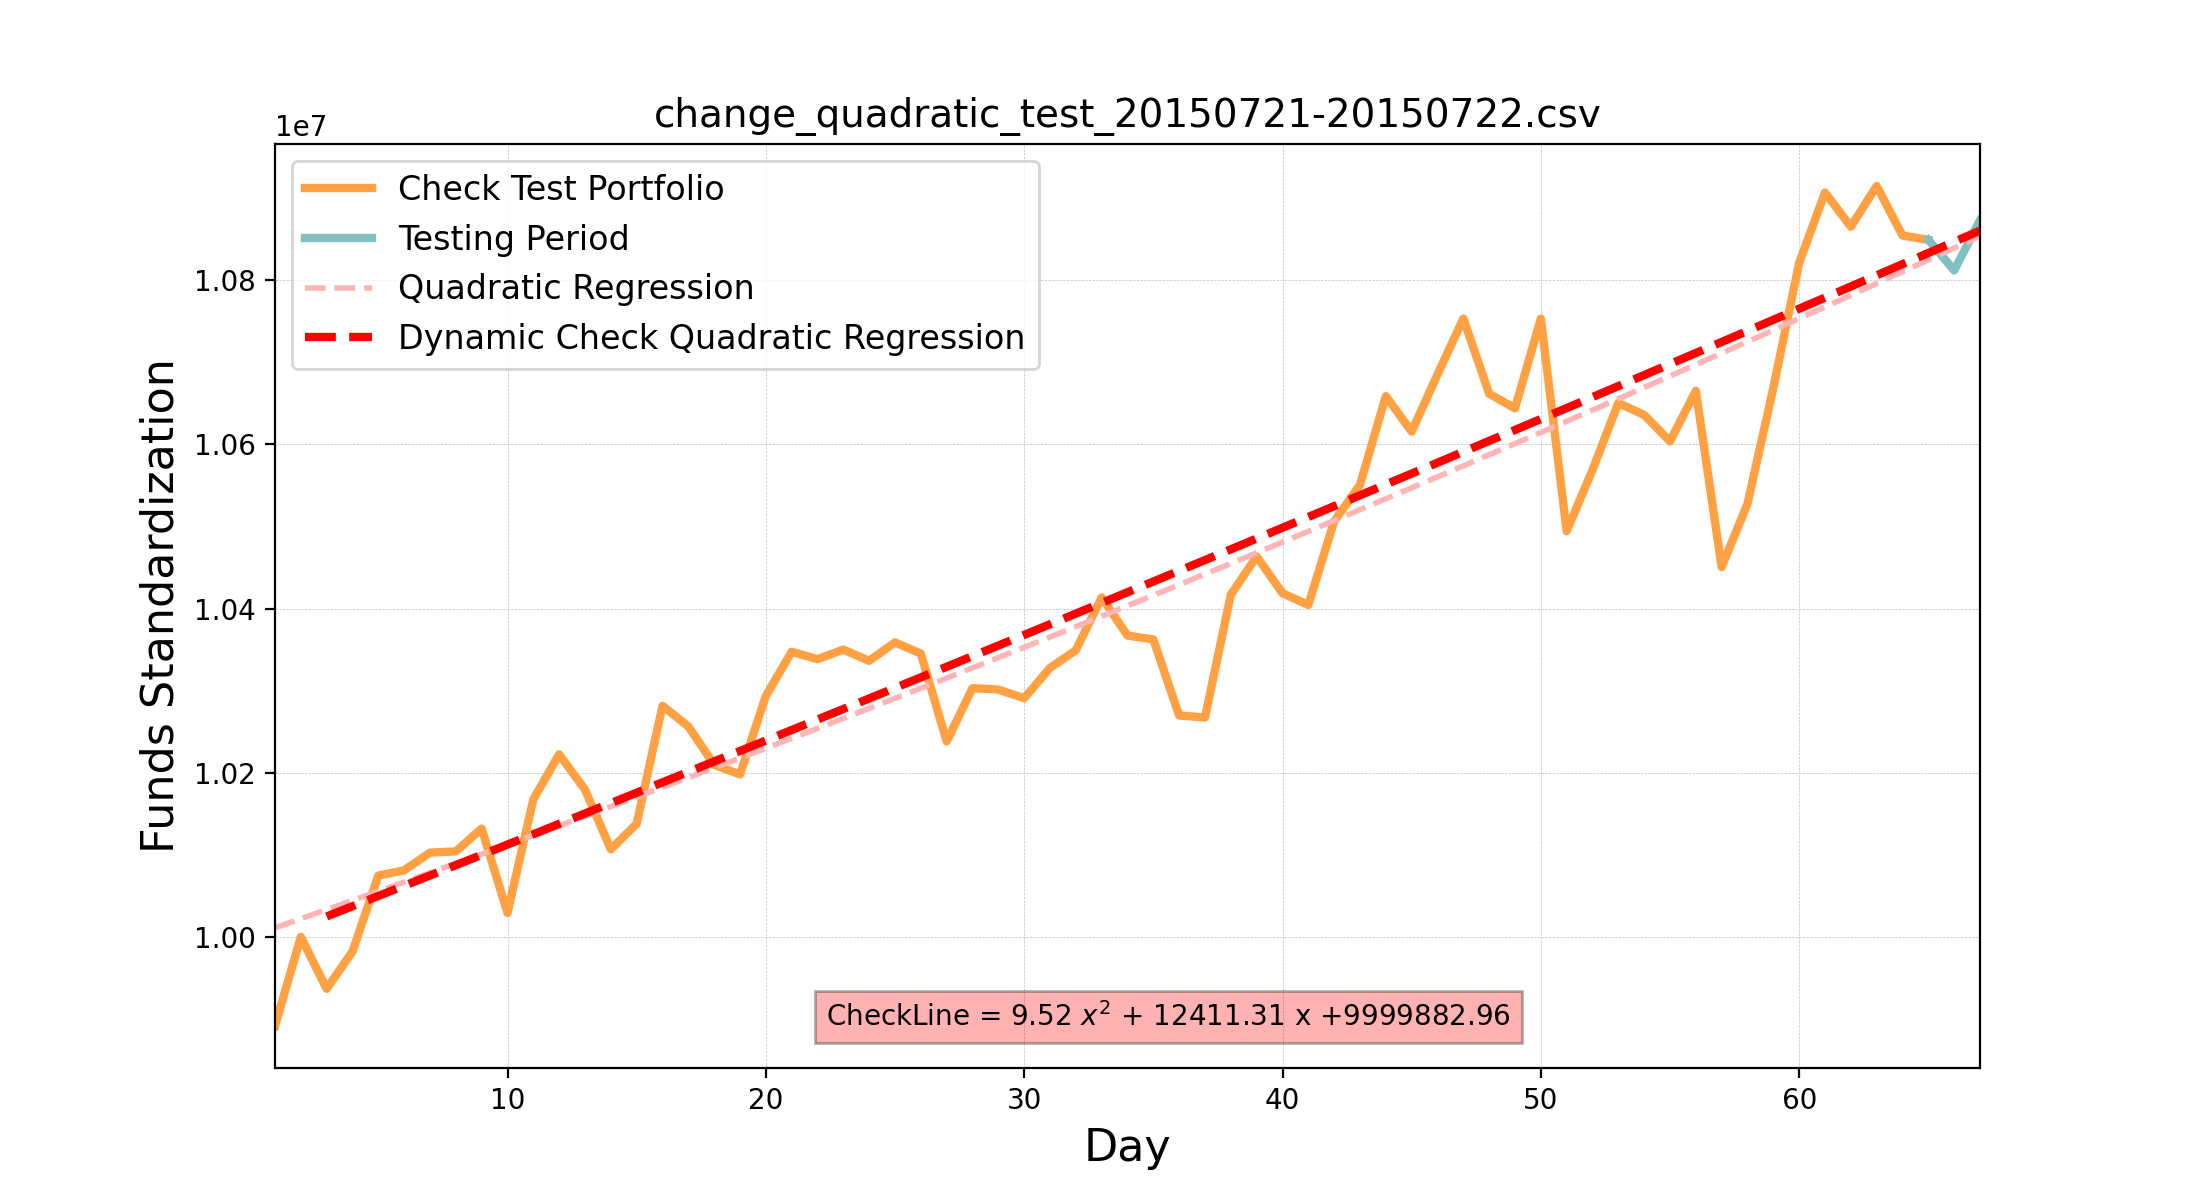 change_quadratic_test_20150721-20150722.csv
1e7
Check Test Portfolio
Testing Period
Quadratic Regression
Dynamic Check Quadratic Regression
1.08
1.06
1.04
1.02
1.00
Funds Standardization
CheckLine = 9.52 x² + 12411.31 x +9999882.96
10 20 30 40 50 60
Day